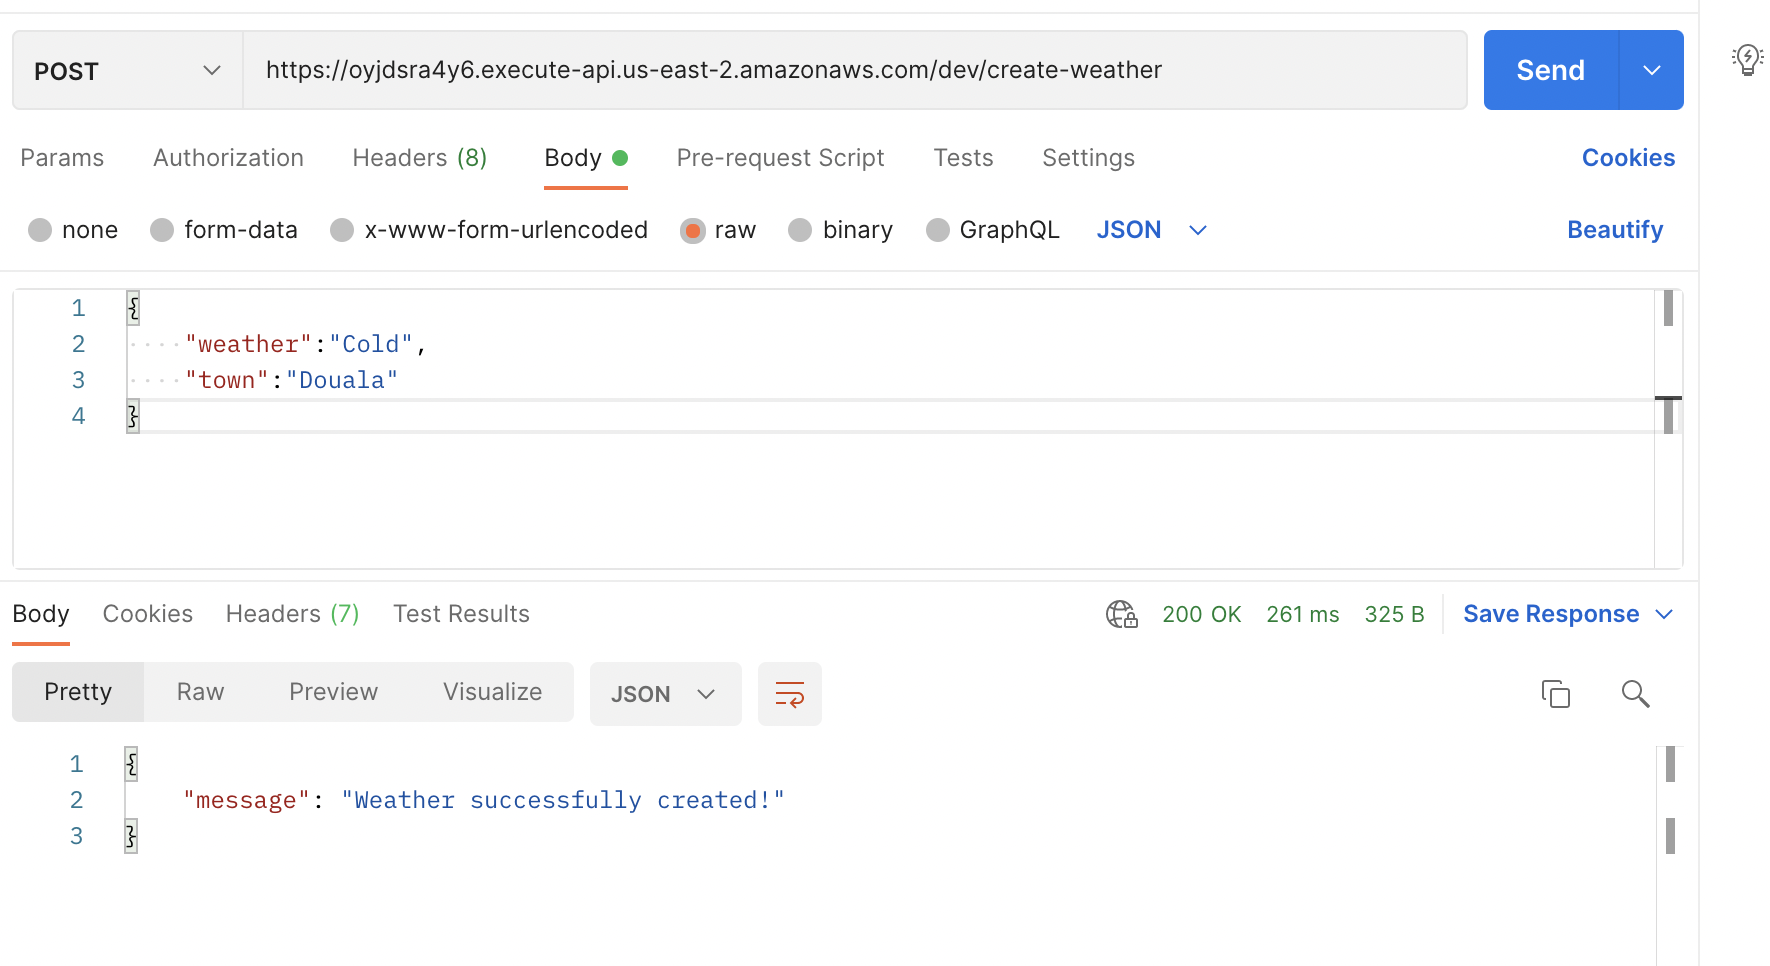 POST https://oyjdsra4y6.execute-api.us-east-2.amazonaws.com/dev/create-weather Send
Params Authorization Headers (8) Body Pre-request Script Tests Settings Cookies
none form-data x-www-form-urlencoded raw binary GraphQL JSON Beautify
1 {
2 "weather":"Cold",
3 "town":"Douala"
4 }
Body Cookies Headers (7) Test Results 200 OK 261 ms 325 B Save Response
Pretty Raw Preview Visualize JSON
1 {
2 "message": "Weather successfully created!"
3 }